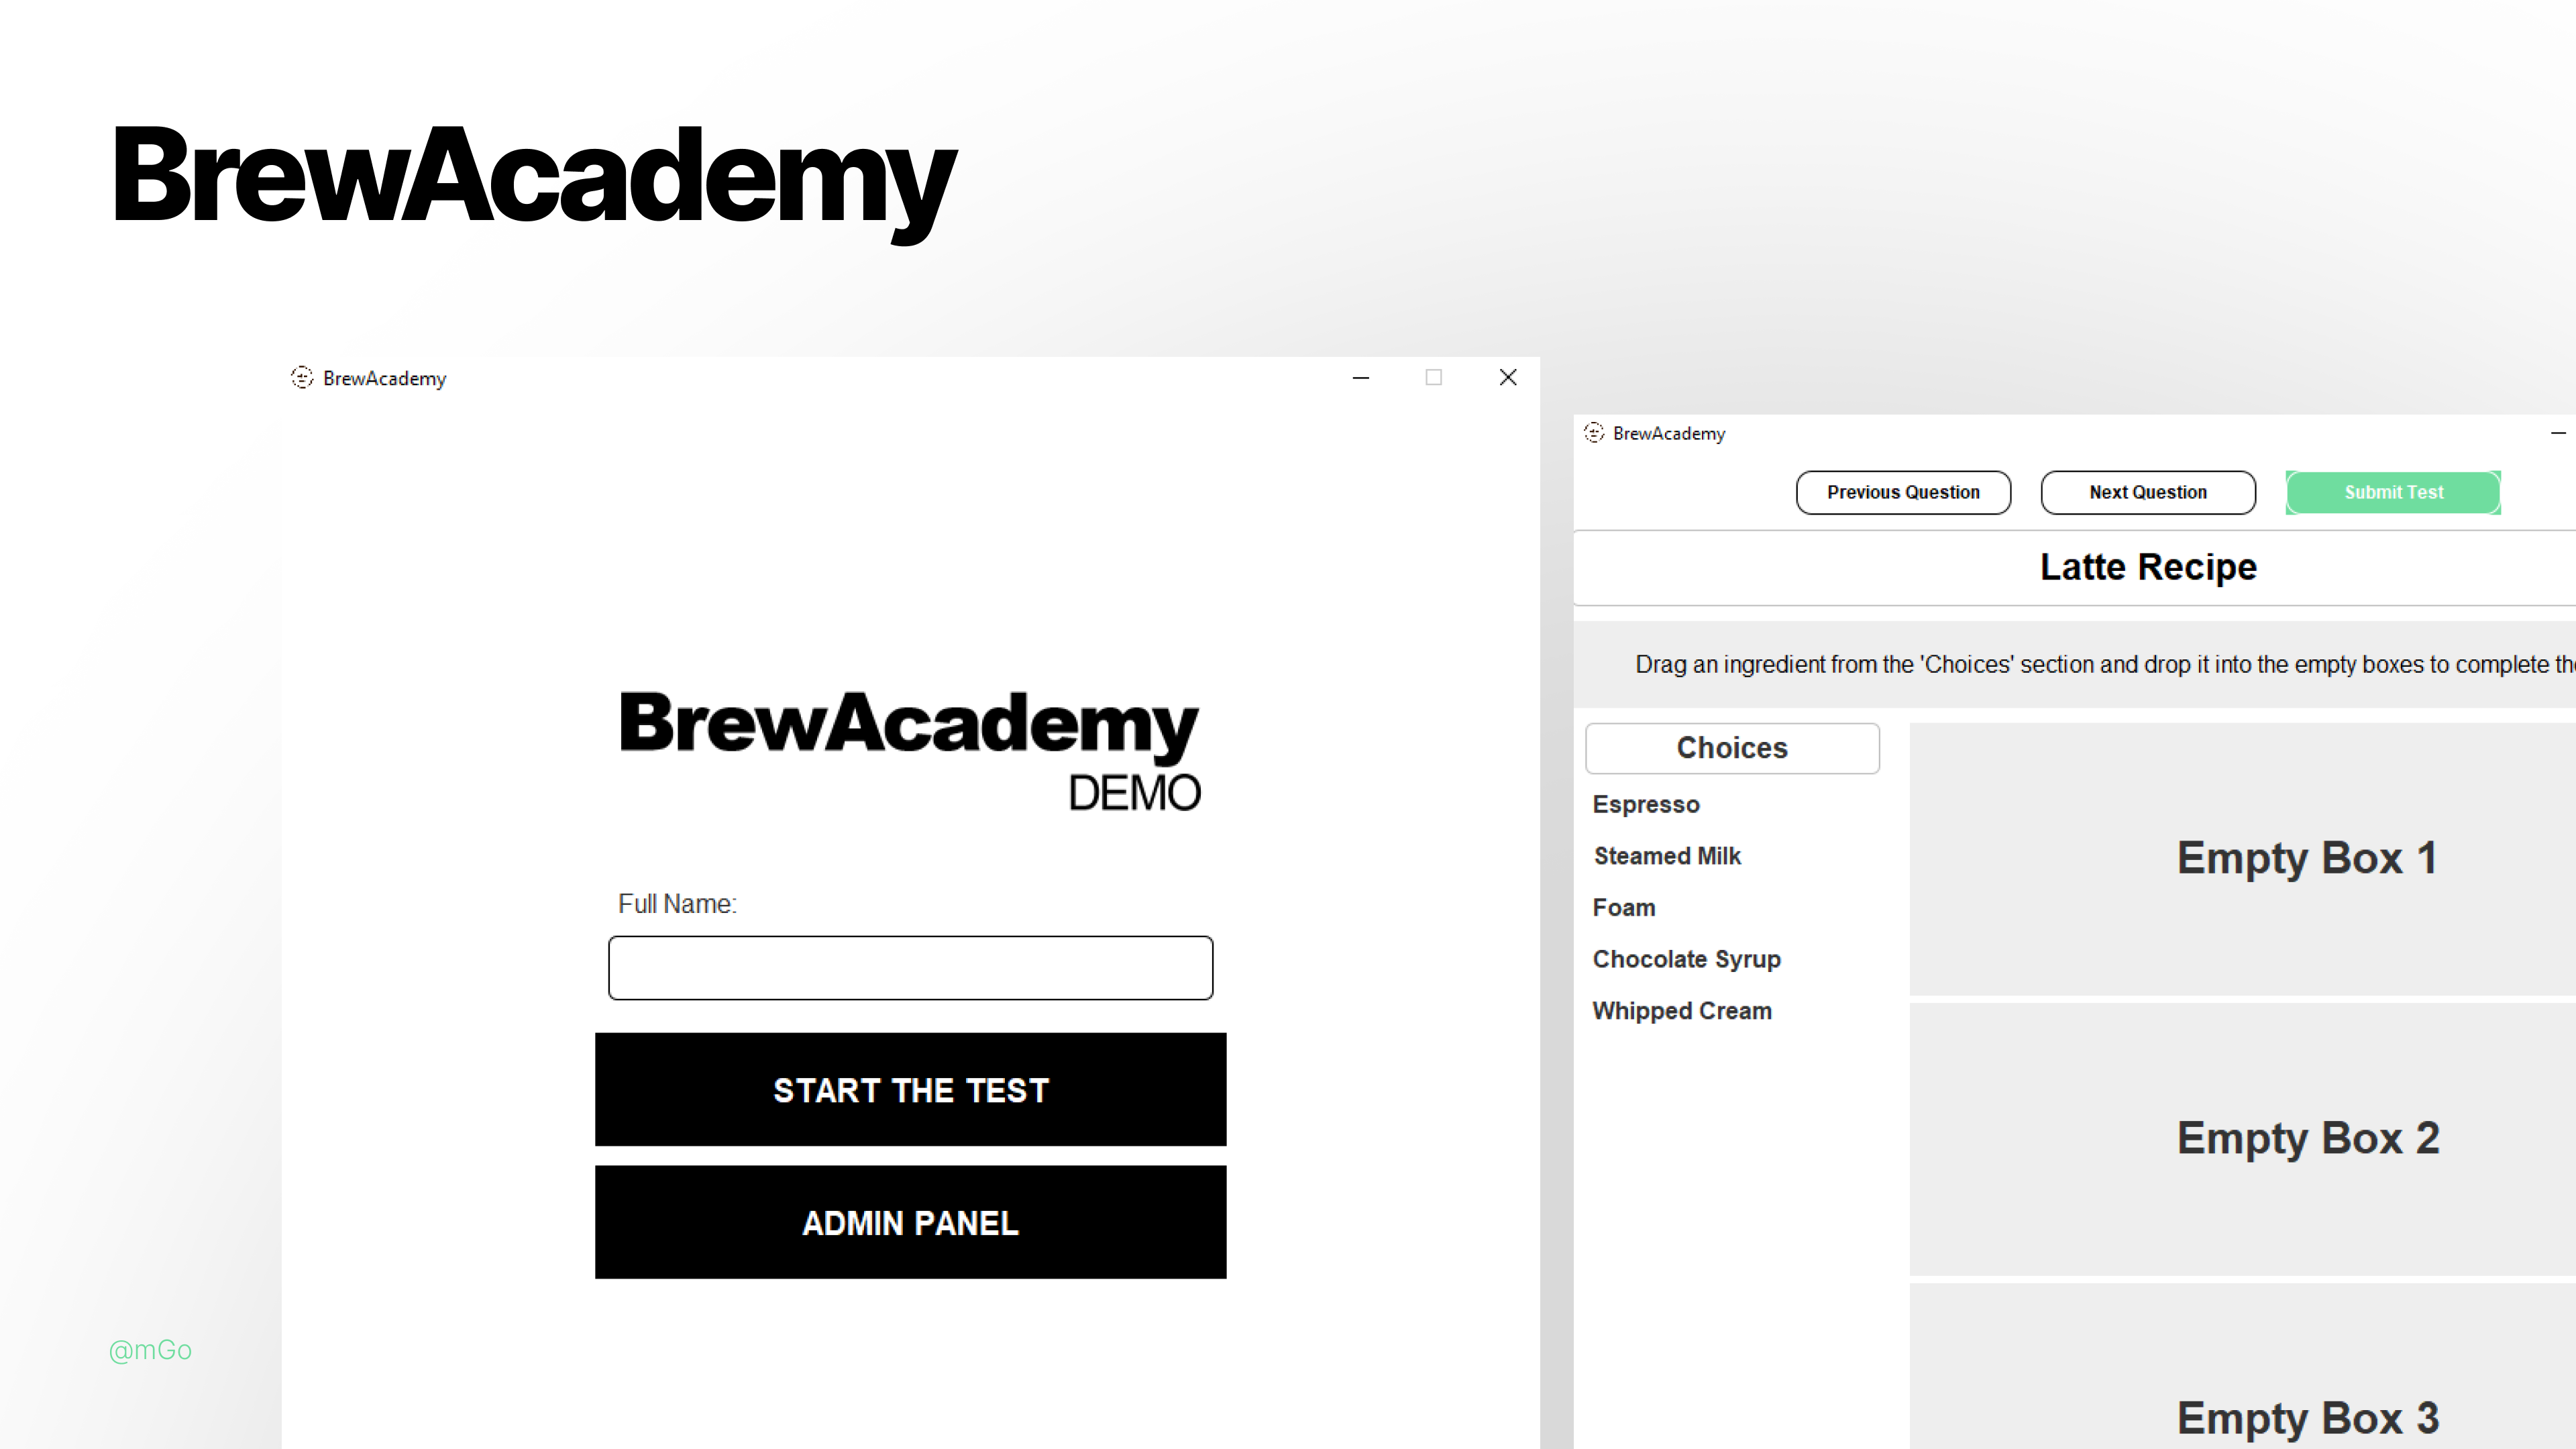 BrewAcademy
BrewAcademy
BrewAcademy
DEMO
Full Name:
START THE TEST
ADMIN PANEL
@mGo
BrewAcademy
Previous Question
Next Question
Submit Test
Latte Recipe
Drag an ingredient from the 'Choices' section and drop it into the empty boxes to complete the
Choices
Espresso
Steamed Milk
Foam
Chocolate Syrup
Whipped Cream
Empty Box 1
Empty Box 2
Empty Box 3